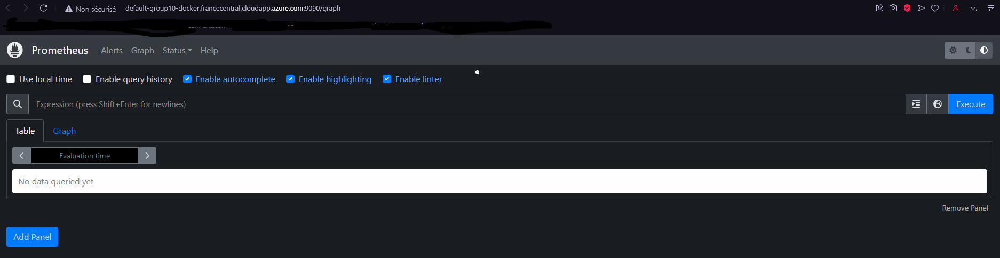 Non sécurisé default-group10-docker.francecentral.cloudapp.azure.com:9090/graph
Prometheus Alerts Graph Status Help
Use local time Enable query history Enable autocomplete Enable highlighting Enable linter
Expression (press Shift+Enter for newlines) Execute
Table Graph
Evaluation time
No data queried yet
Remove Panel
Add Panel